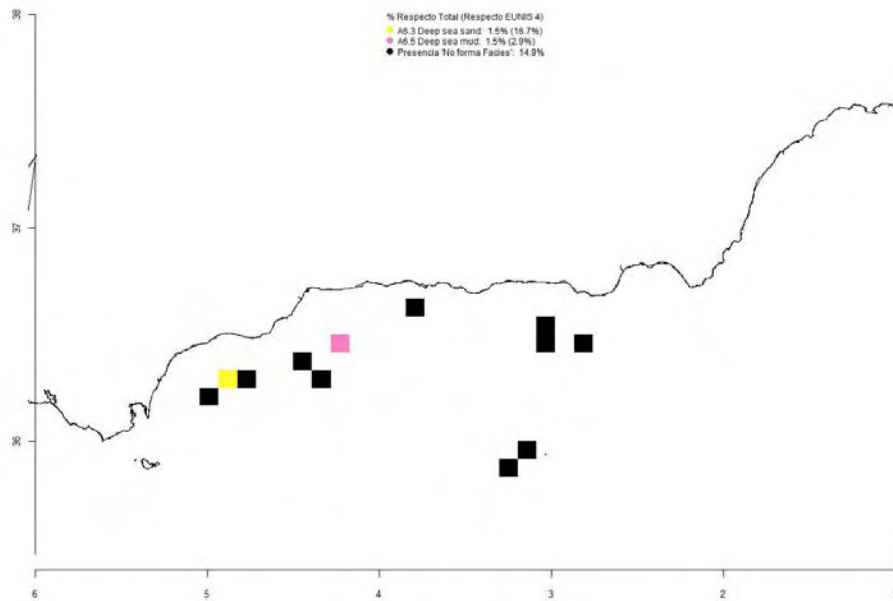 % Respecto Total (Respecto EUNIS 4)
A6.3 Deep sea sand: 1.5% (16.7%)
A6.5 Deep sea mud: 1.5% (2.9%)
Presencia 'No forma Facies': 14.9%
38
37
36
6 5 4 3 2 1